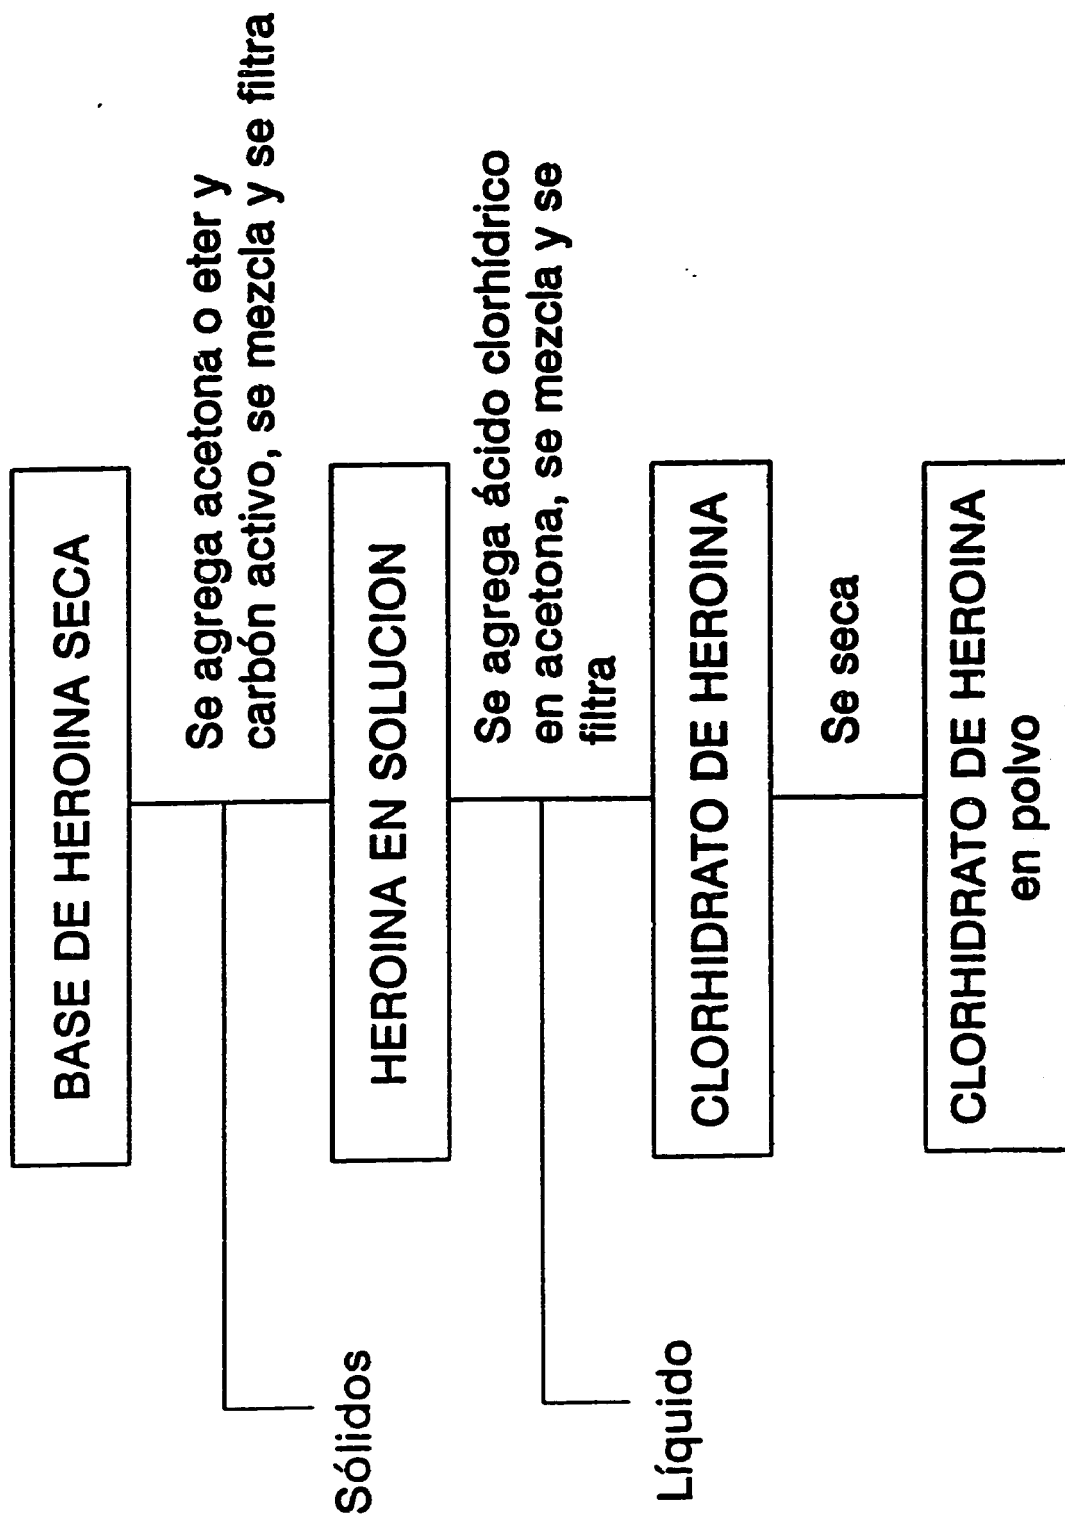 BASE DE HEROINA SECA
Se agrega acetona o eter y
carbón activo, se mezcla y se filtra
Sólidos
HEROINA EN SOLUCION
Se agrega ácido clorhídrico
en acetona, se mezcla y se
filtra
Líquido
CLORHIDRATO DE HEROINA
Se seca
CLORHIDRATO DE HEROINA
en polvo